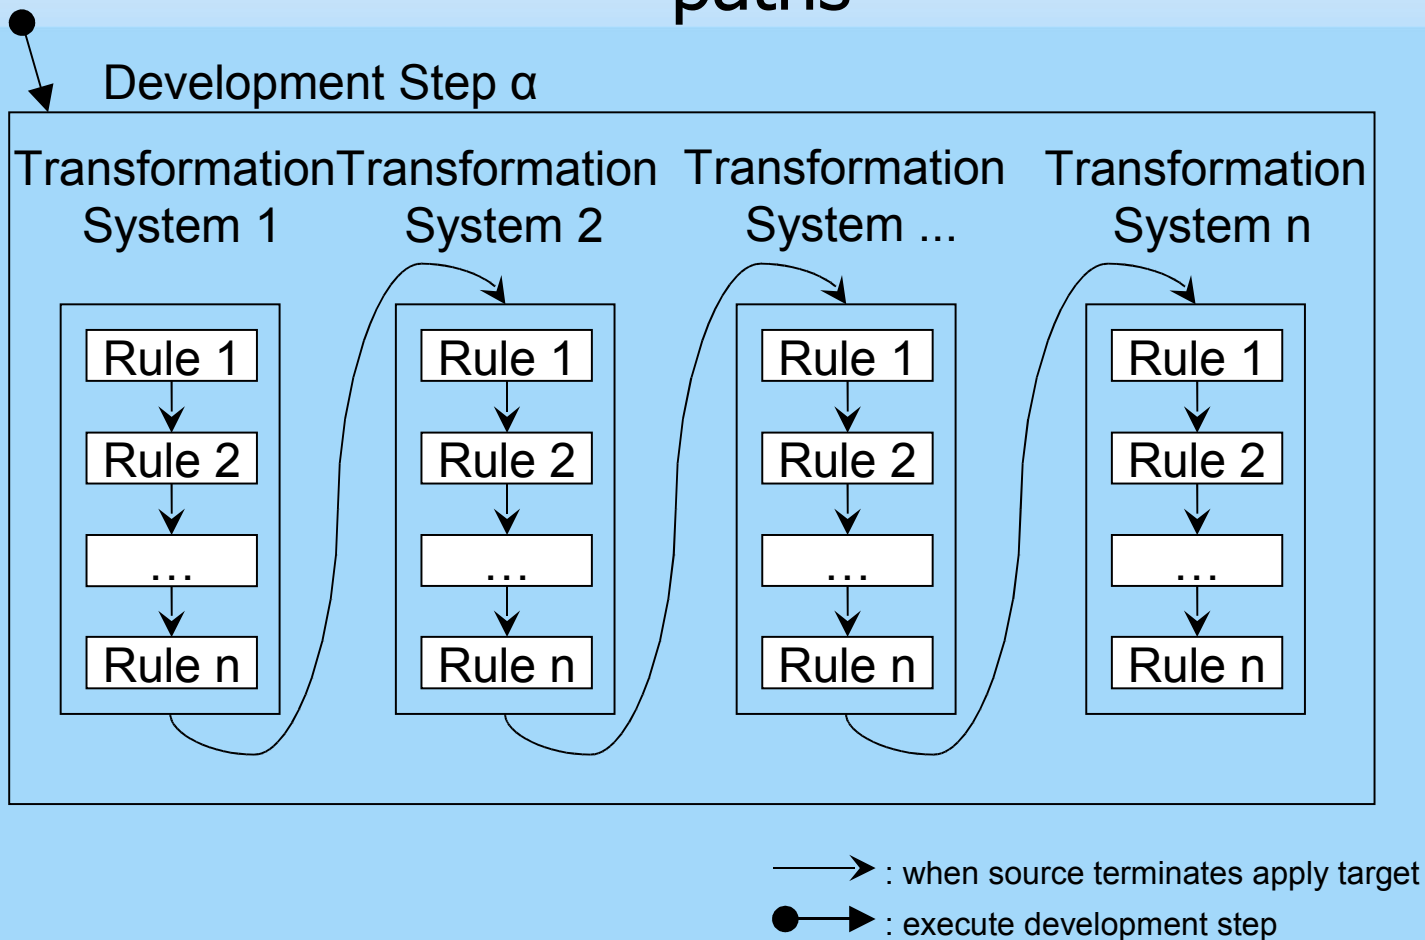 paths
Development Step α
Transformation
System 1
Transformation
System 2
Transformation
System ...
Transformation
System n
Rule 1
Rule 2
...
Rule n
Rule 1
Rule 2
...
Rule n
Rule 1
Rule 2
...
Rule n
Rule 1
Rule 2
...
Rule n
: when source terminates apply target
: execute development step